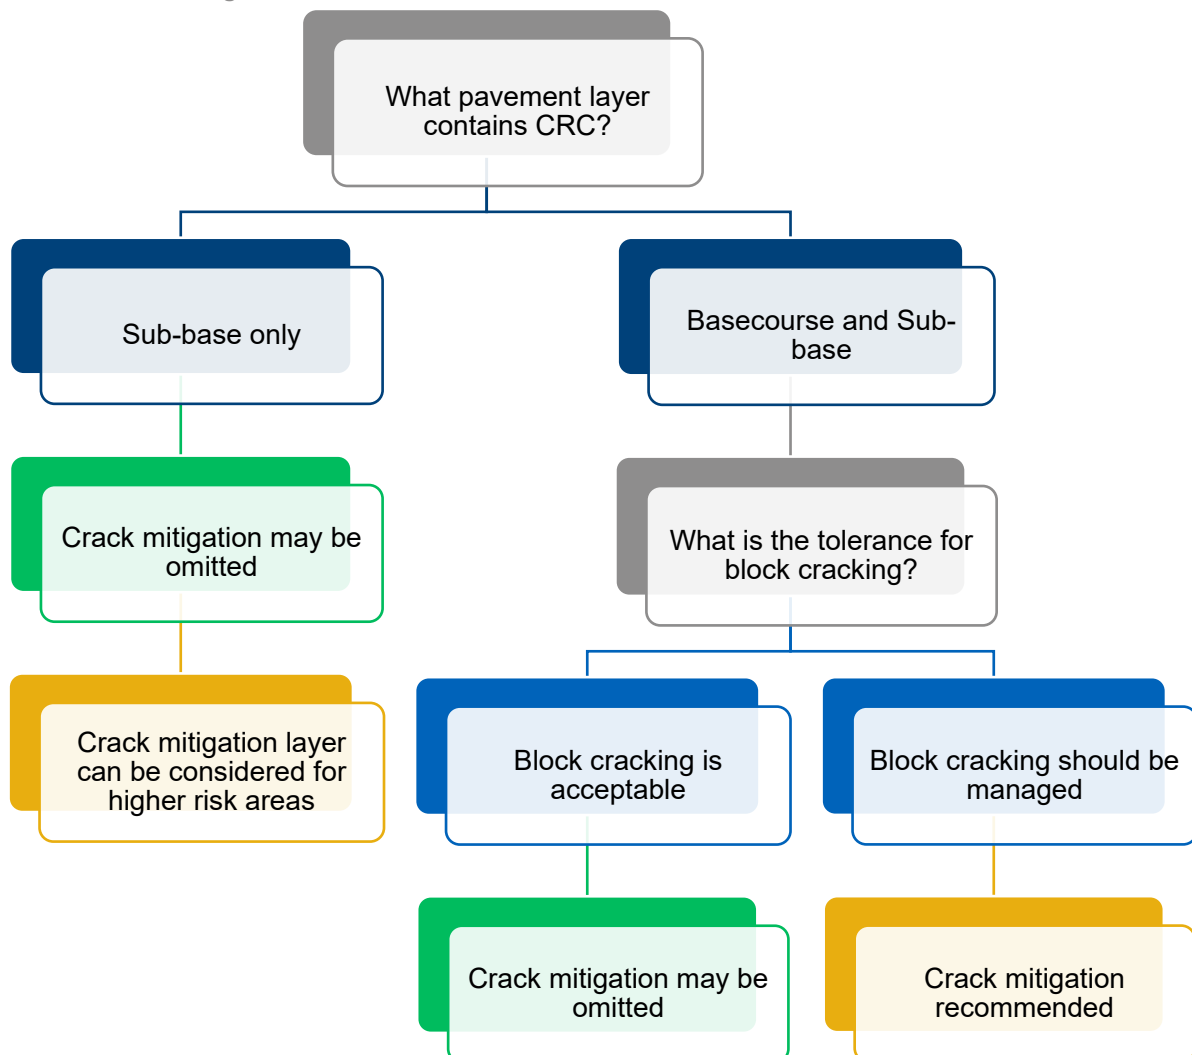 What pavement layer
contains CRC?
Sub-base only
Basecourse and Sub-
base
Crack mitigation may be
omitted
What is the tolerance for
block cracking?
Crack mitigation layer
can be considered for
higher risk areas
Block cracking is
acceptable
Block cracking should be
managed
Crack mitigation may be
omitted
Crack mitigation
recommended